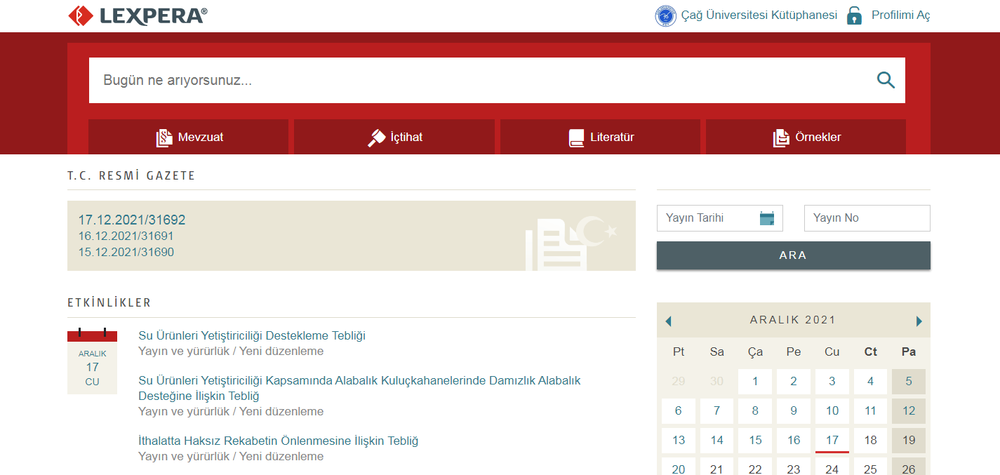 LEXPERA®
Çağ Üniversitesi Kütüphanesi
Profilimi Aç
Bugün ne arıyorsunuz...
Mevzuat
İçtihat
Literatür
Örnekler
T.C. RESMİ GAZETE
17.12.2021/31692
16.12.2021/31691
15.12.2021/31690
Yayın Tarihi
Yayın No
ARA
ETKİNLİKLER
ARALIK
17
CU
Su Ürünleri Yetiştiriciliği Destekleme Tebliği
Yayın ve yürürlük / Yeni düzenleme
Su Ürünleri Yetiştiriciliği Kapsamında Alabalık Kuluçkahanelerinde Damızlık Alabalık
Desteğine İlişkin Tebliğ
Yayın ve yürürlük / Yeni düzenleme
İthalatta Haksız Rekabetin Önlenmesine İlişkin Tebliğ
Yayın ve yürürlük / Yeni düzenleme
ARALIK 2021
Pt Sa Ça Pe Cu Ct Pa
29 30 1 2 3 4 5
6 7 8 9 10 11 12
13 14 15 16 17 18 19
20 21 22 23 24 25 26